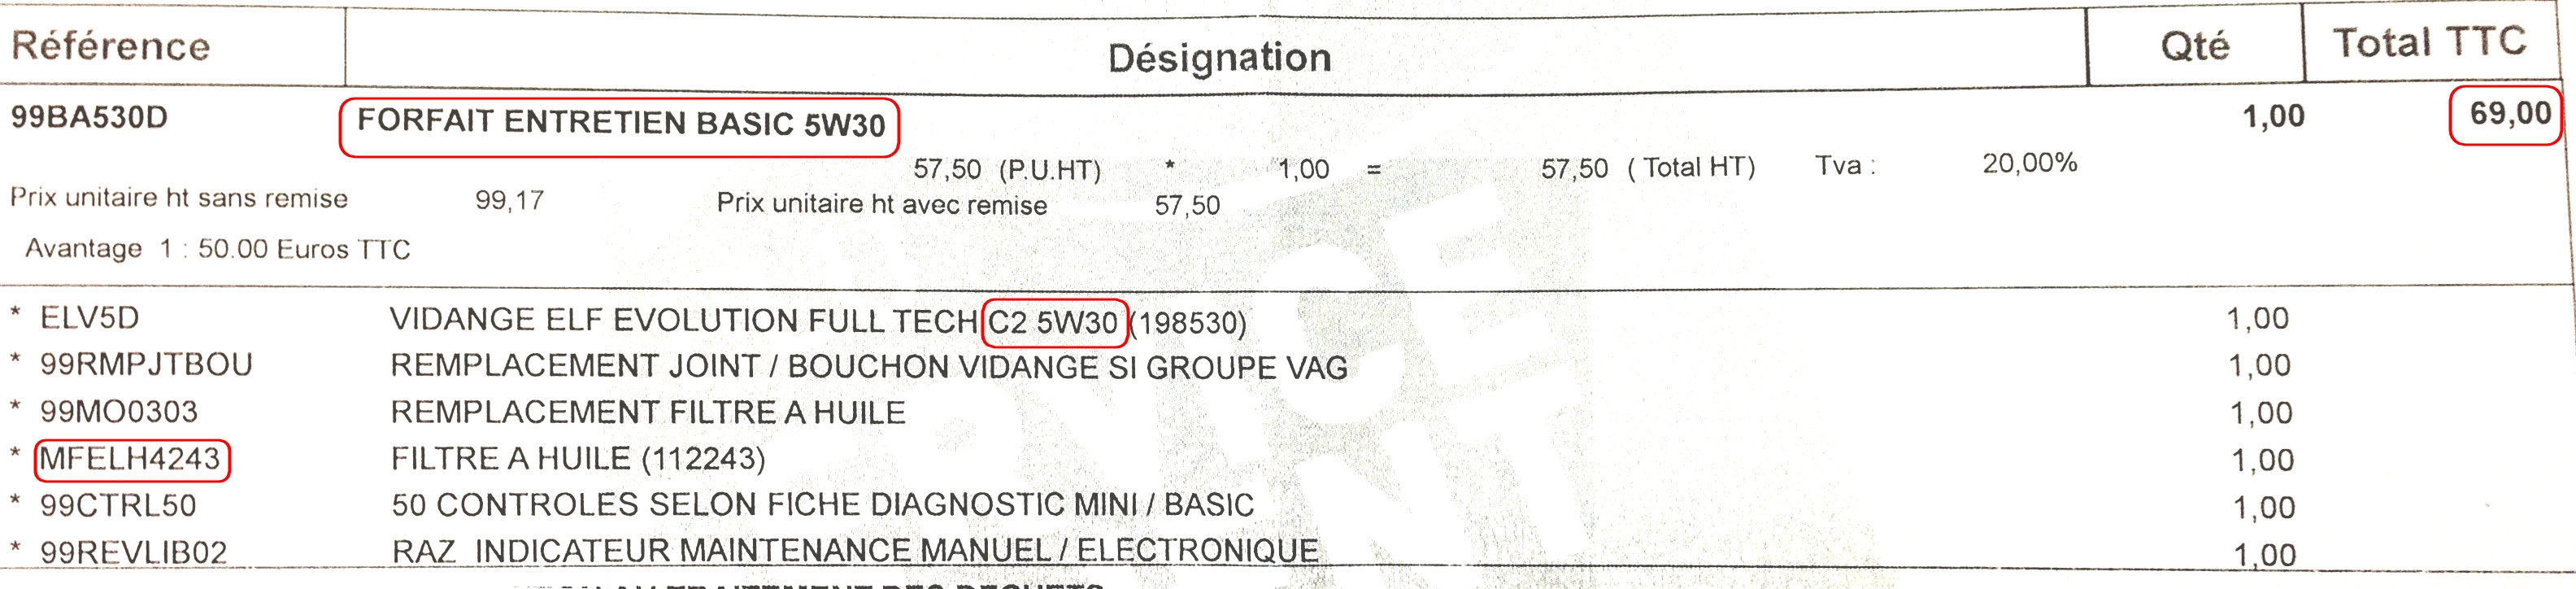 Référence Désignation Qté Total TTC
99BA530D FORFAIT ENTRETIEN BASIC 5W30 1,00 69,00
57,50 (P.U.HT) * 1,00 = 57,50 ( Total HT) Tva : 20,00%
Prix unitaire ht sans remise 99,17 Prix unitaire ht avec remise 57,50
Avantage 1 : 50.00 Euros TTC
* ELV5D VIDANGE ELF EVOLUTION FULL TECH C2 5W30 (198530) 1,00
* 99RMPJTBOU REMPLACEMENT JOINT / BOUCHON VIDANGE SI GROUPE VAG 1,00
* 99MO0303 REMPLACEMENT FILTRE A HUILE 1,00
* MFELH4243 FILTRE A HUILE (112243) 1,00
* 99CTRL50 50 CONTROLES SELON FICHE DIAGNOSTIC MINI / BASIC 1,00
* 99REVLIB02 RAZ INDICATEUR MAINTENANCE MANUEL / ELECTRONIQUE 1,00